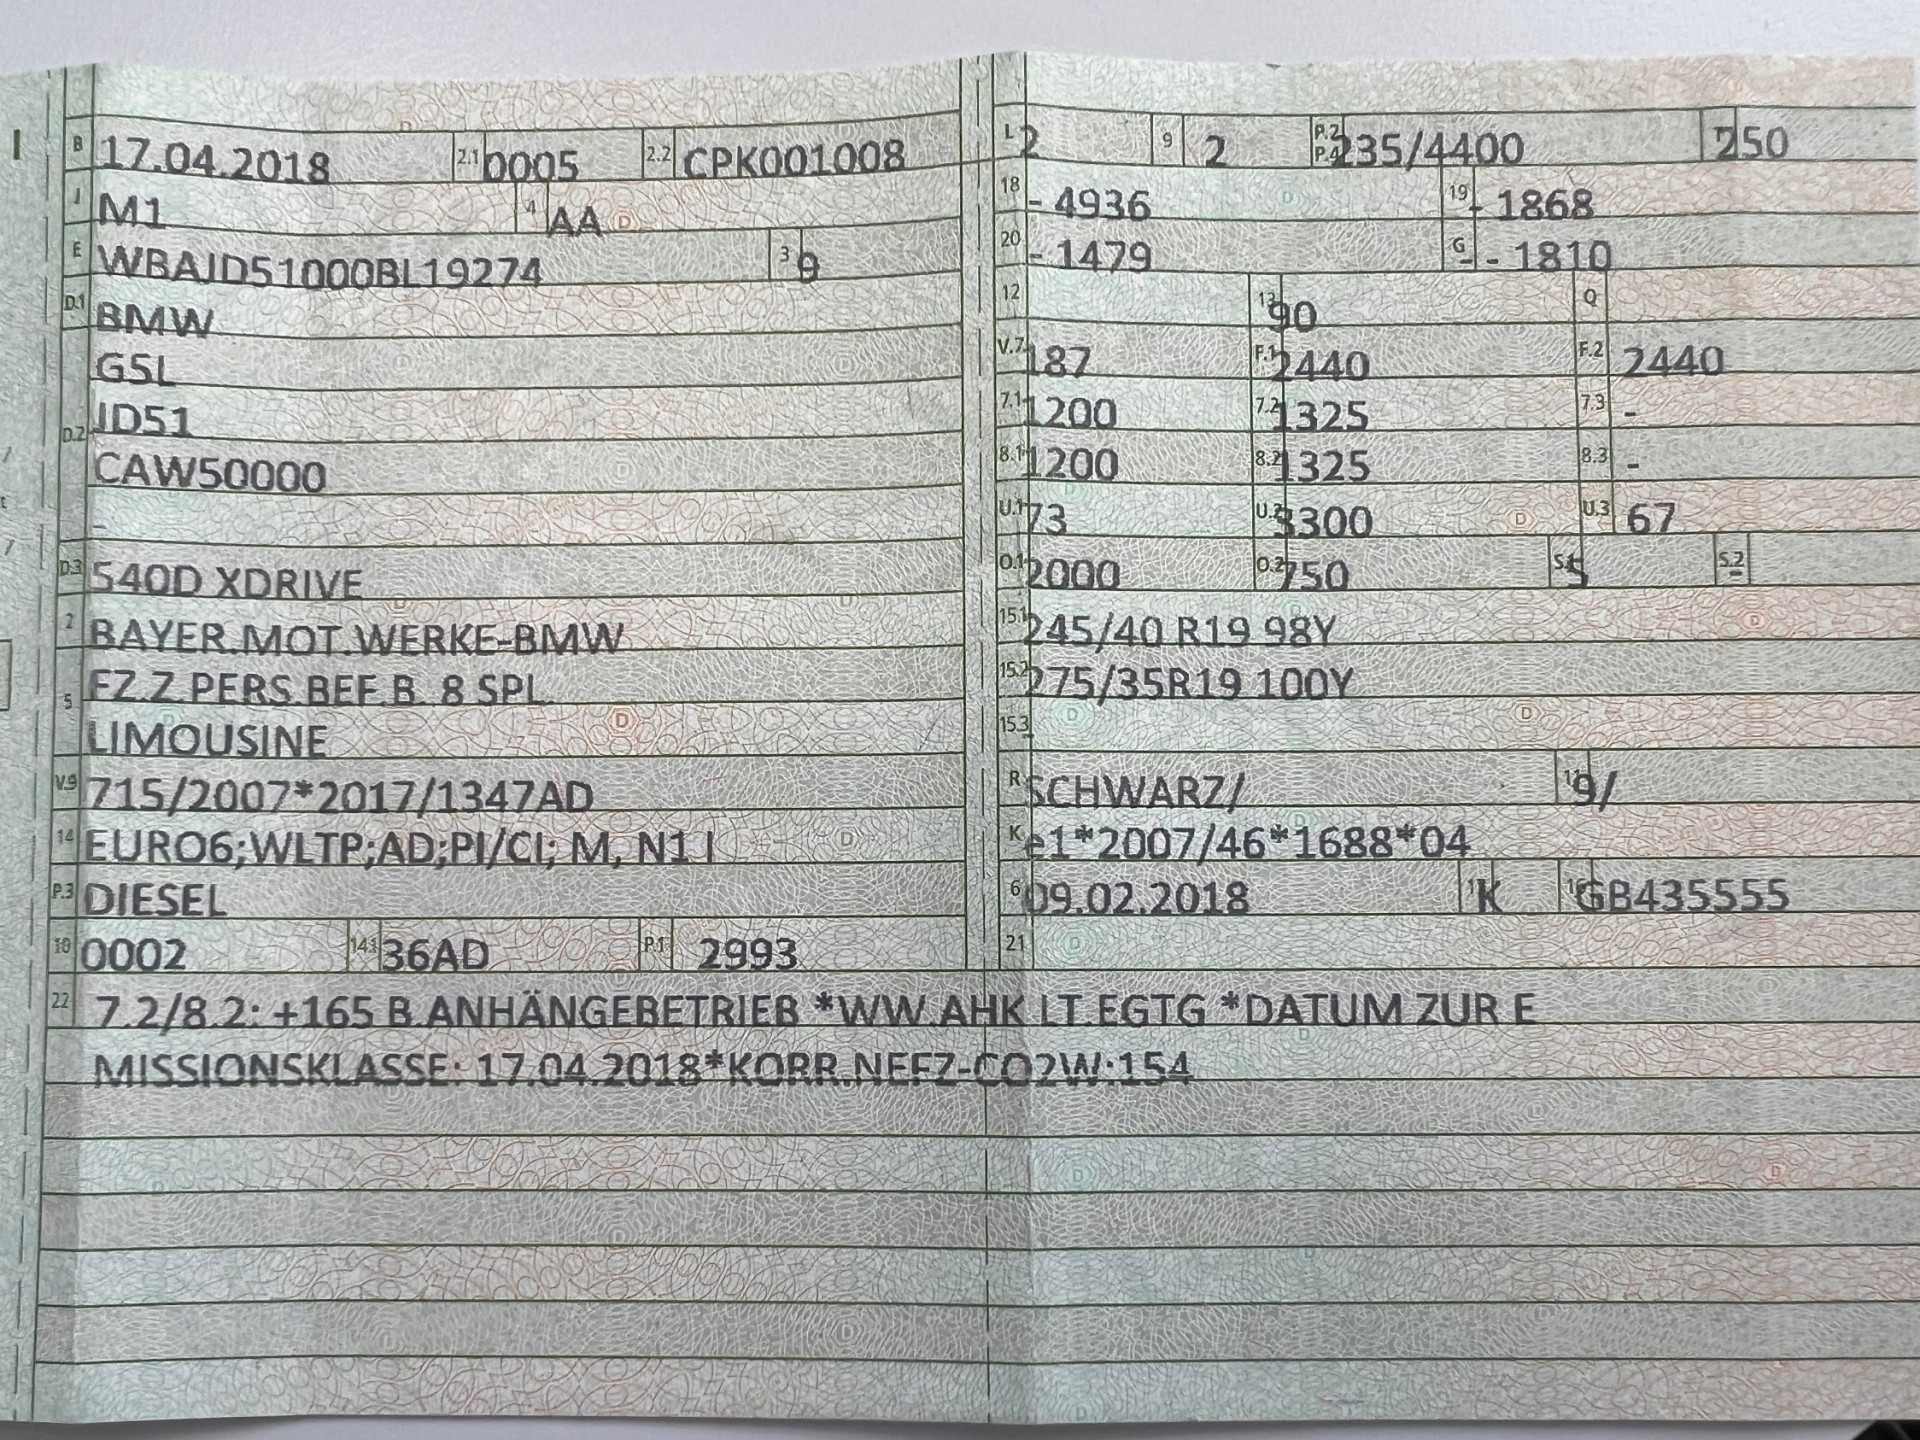 B 17.04.2018 2.1 0005 2.2 CPK001008
J M1 4 AA
E WBAJD51000BL19274 3 9
D.1 BMW
G5L
D.2 JD51
CAW50000
-
D.3 540D XDRIVE
2 BAYER.MOT.WERKE-BMW
5 FZ.Z.PERS.BEF.B. 8 SPL.
LIMOUSINE
V.9 715/2007*2017/1347AD
14 EURO6;WLTP;AD;PI/CI; M, N1 I
P.3 DIESEL
10 0002 14.1 36AD P.1 2993
L 2 9 2 P.2 P.4 235/4400 T 250
18 - 4936 19 - 1868
20 - 1479 G - - 1810
12 13 90 Q
V.7 187 F.1 2440 F.2 2440
7.1 1200 7.2 1325 7.3 -
8.1 1200 8.2 1325 8.3 -
U.1 73 U.2 3300 U.3 67
O.1 2000 O.2 750 S.1 5 S.2 -
15.1 245/40 R19 98Y
15.2 275/35R19 100Y
15.3 -
R SCHWARZ/ 11 9/
K e1*2007/46*1688*04
6 09.02.2018 17 K 16 GB435555
21
22 7.2/8.2: +165 B.ANHÄNGEBETRIEB *WW.AHK LT.EGTG *DATUM ZUR E
MISSIONSKLASSE: 17.04.2018*KORR.NEFZ-CO2W:154